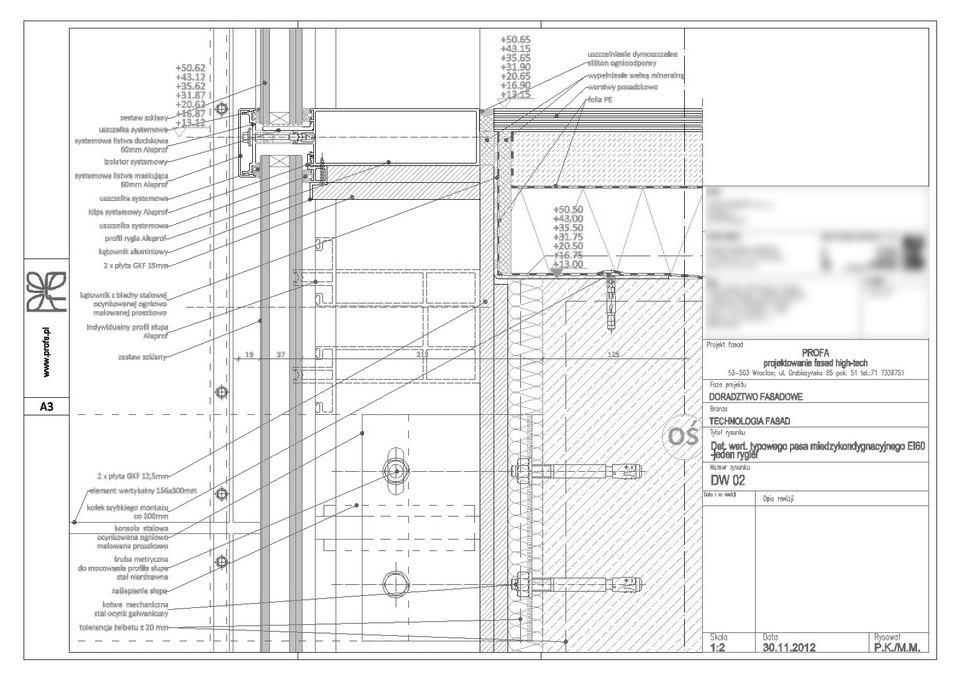 +50.62
+43.12
+35.62
+31.87
+20.62
+16.87
+13.12
zestaw szklany
uszczelka systemowa
systemowa listwa dociskowa
60mm Aluprof
izolator systemowy
systemowa listwa maskująca
60mm Aluprof
uszczelka systemowa
klips systemowy Aluprof
uszczelka systemowa
profil rygla Aluprof
kątownik aluminiowy
2 x płyta GKF 15mm
kątownik z blachy stalowej
ocynkowanej ogniowo
malowanej proszkowo
indywidualny profil słupa
Aluprof
zestaw szklany
2 x płyta GKF 12,5mm
element wertykalny 156x300mm
kołek szybkiego montażu
co 200mm
konsola stalowa
ocynkowana ogniowo
malowana proszkowo
śruba metryczna
do mocowania profila słupa
stal nierdzewna
zaślepienie słupa
kotwa mechaniczna
stal ocynk galwaniczny
tolerancja żelbetu ± 20 mm
+50.65
+43.15
+35.65
+31.90
+20.65
+16.90
+13.15
uszczelnienie dymoszczelne
silikon ognioodporny
wypełnienie wełną mineralną
warstwy posadzkowe
folia PE
+50.50
+43.00
+35.50
+31.75
+20.50
+16.75
+13.00
19
37
125
OŚ
www.profa.pl
A3
Projekt fasad
PROFA
projektowanie fasad high-tech
53-503 Wrocław, ul. Grabiszyńska 85 pok. 51 tel.:71 7336751
Faza projektu
DORADZTWO FASADOWE
Branża
TECHNOLOGIA FASAD
Tytuł rysunku
Det. wert. typowego pasa międzykondygnacyjnego EI60
-jeden rygiel
Numer rysunku
DW 02
Data i nr rewizji
Opis rewizji
Skala
1:2
Data
30.11.2012
Rysował
P.K./M.M.